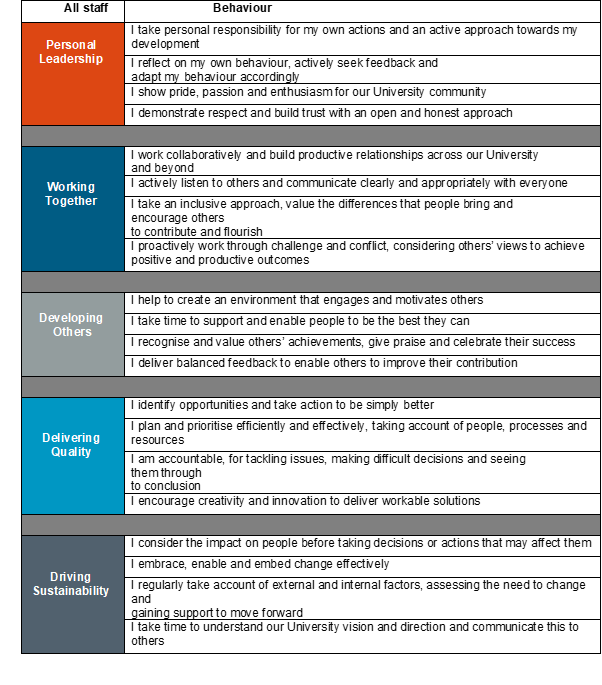 All staff Behaviour
Personal
Leadership
I take personal responsibility for my own actions and an active approach towards my
development
I reflect on my own behaviour, actively seek feedback and
adapt my behaviour accordingly
I show pride, passion and enthusiasm for our University community
I demonstrate respect and build trust with an open and honest approach
Working
Together
I work collaboratively and build productive relationships across our University
and beyond
I actively listen to others and communicate clearly and appropriately with everyone
I take an inclusive approach, value the differences that people bring and
encourage others
to contribute and flourish
I proactively work through challenge and conflict, considering others’ views to achieve
positive and productive outcomes
Developing
Others
I help to create an environment that engages and motivates others
I take time to support and enable people to be the best they can
I recognise and value others’ achievements, give praise and celebrate their success
I deliver balanced feedback to enable others to improve their contribution
Delivering
Quality
I identify opportunities and take action to be simply better
I plan and prioritise efficiently and effectively, taking account of people, processes and
resources
I am accountable, for tackling issues, making difficult decisions and seeing
them through
to conclusion
I encourage creativity and innovation to deliver workable solutions
Driving
Sustainability
I consider the impact on people before taking decisions or actions that may affect them
I embrace, enable and embed change effectively
I regularly take account of external and internal factors, assessing the need to change
and
gaining support to move forward
I take time to understand our University vision and direction and communicate this to
others